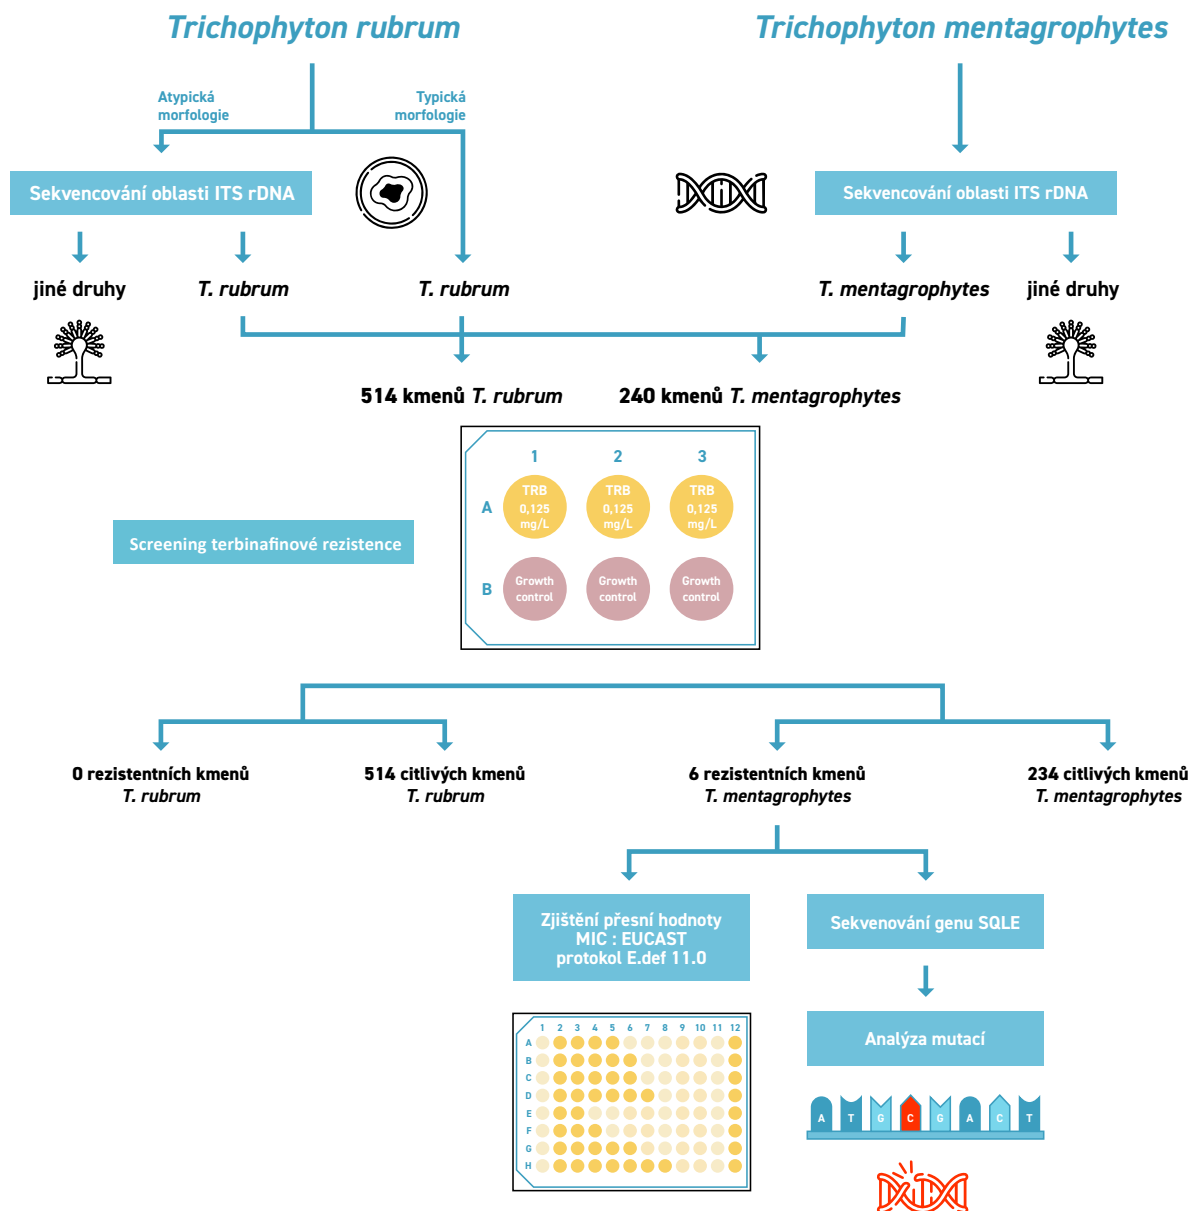 Trichophyton rubrum
Trichophyton mentagrophytes
Atypická
morfologie
Typická
morfologie
Sekvencování oblasti ITS rDNA
Sekvencování oblasti ITS rDNA
jiné druhy
T. rubrum
T. rubrum
T. mentagrophytes
jiné druhy
514 kmenů T. rubrum
240 kmenů T. mentagrophytes
1 2 3
A
TRB
0,125
mg/L
TRB
0,125
mg/L
TRB
0,125
mg/L
Screening terbinafinové rezistence
B
Growth
control
Growth
control
Growth
control
0 rezistentních kmenů
T. rubrum
514 citlivých kmenů
T. rubrum
6 rezistentních kmenů
T. mentagrophytes
234 citlivých kmenů
T. mentagrophytes
Zjištění přesní hodnoty
MIC : EUCAST
protokol E.def 11.0
Sekvenování genu SQLE
Analýza mutací
1 2 3 4 5 6 7 8 9 10 11 12
A
B
C
D
E
F
G
H
A T G C G A C T